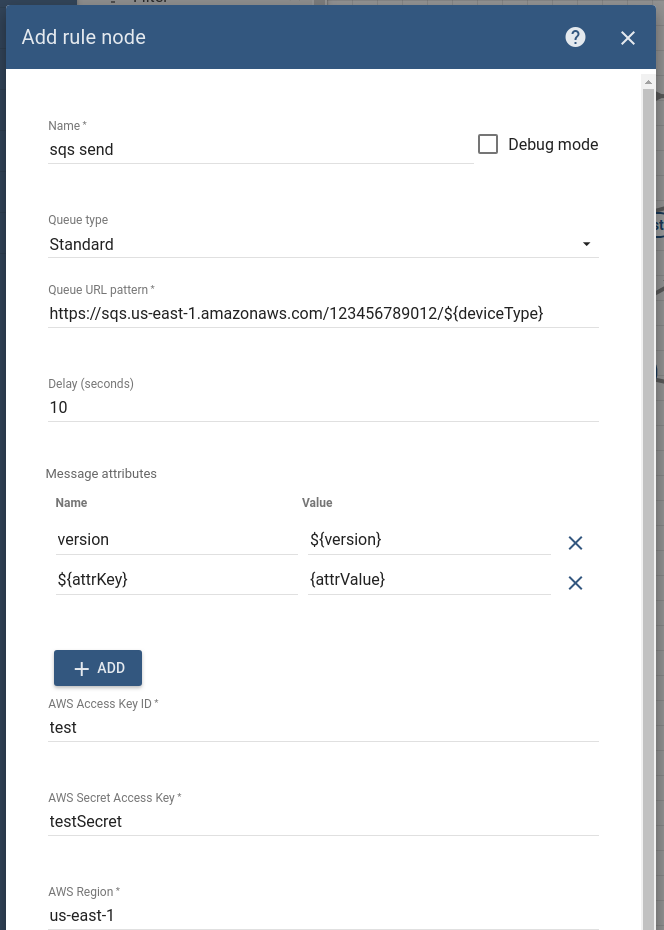 Add rule node
Name *
sqs send
Debug mode
Queue type
Standard
Queue URL pattern *
https://sqs.us-east-1.amazonaws.com/123456789012/${deviceType}
Delay (seconds)
10
Message attributes
Name Value
version ${version}
${attrKey} {attrValue}
ADD
AWS Access Key ID *
test
AWS Secret Access Key *
testSecret
AWS Region *
us-east-1